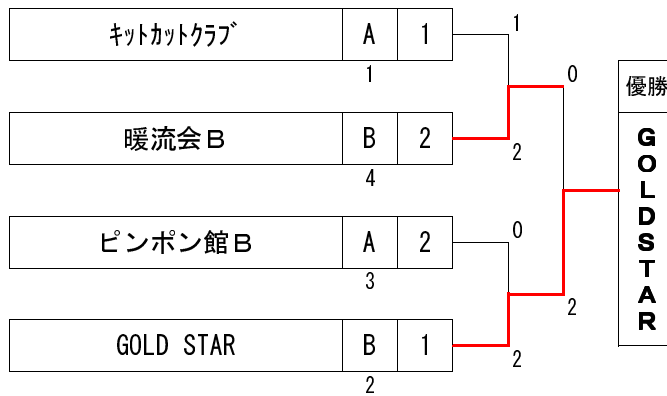 ｷｯﾄｶｯﾄｸﾗﾌﾞ A 1 1
1 0 優勝
暖流会Ｂ B 2 2
4
ピンポン館Ｂ A 2 0
3 2
GOLD STAR B 1 2
2
GOLDSTAR